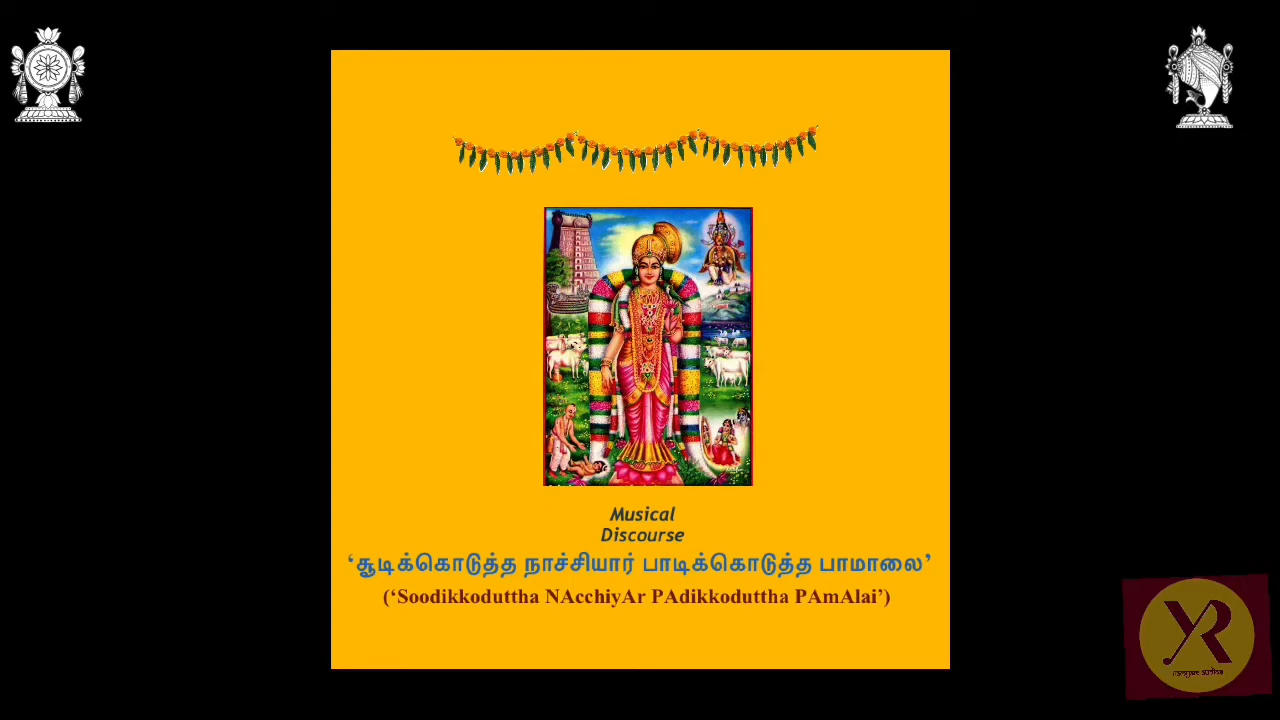 Musical
Discourse
‘சூடிக்கொடுத்த நாச்சியார் பாடிக்கொடுத்த பாமாலை’
(‘Soodikkoduttha NAcchiyAr PAdikkoduttha PAmAlai’)